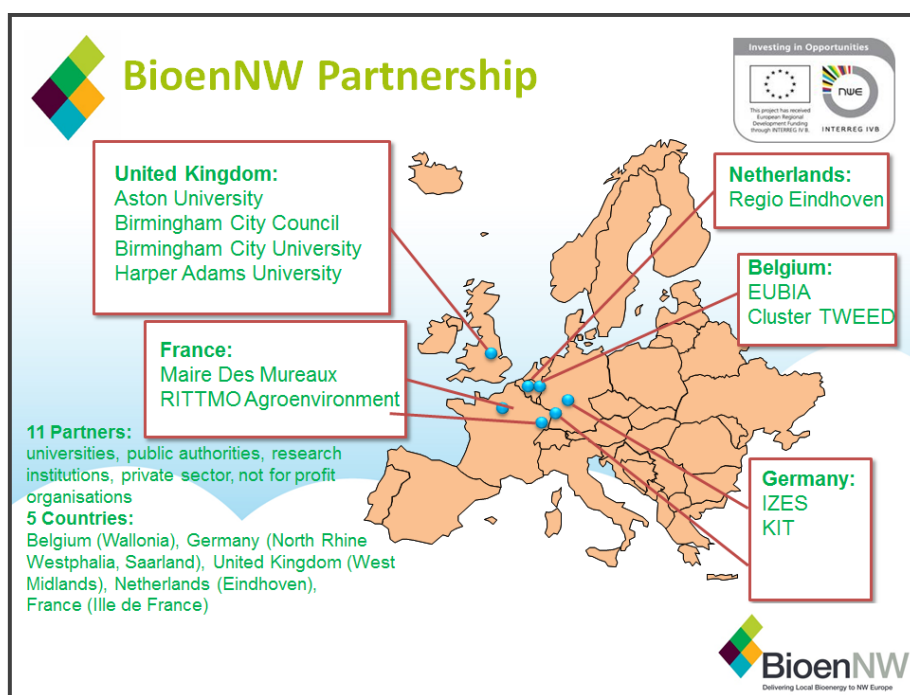 BioenNW Partnership
Investing in Opportunities
This project has received
European Regional
Development Funding
through INTERREG IV B.
nwe
INTERREG IVB
United Kingdom:
Aston University
Birmingham City Council
Birmingham City University
Harper Adams University
Netherlands:
Regio Eindhoven
Belgium:
EUBIA
Cluster TWEED
France:
Maire Des Mureaux
RITTMO Agroenvironment
11 Partners:
universities, public authorities, research
institutions, private sector, not for profit
organisations
5 Countries:
Belgium (Wallonia), Germany (North Rhine
Westphalia, Saarland), United Kingdom (West
Midlands), Netherlands (Eindhoven),
France (Ille de France)
Germany:
IZES
KIT
BioenNW
Delivering Local Bioenergy to NW Europe